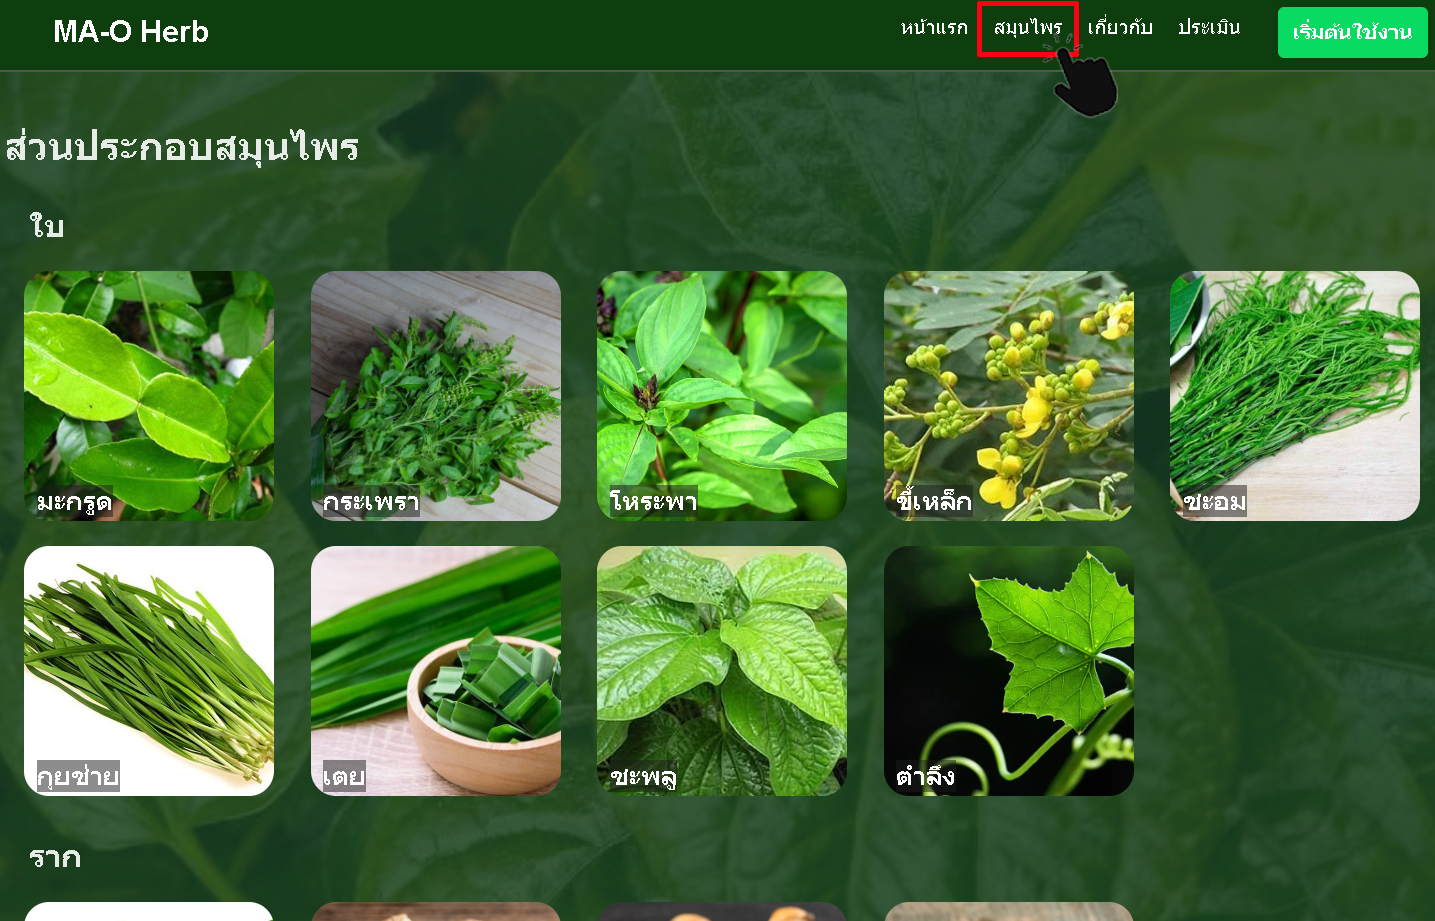 MA-O Herb
หน้าแรก สมุนไพร เกี่ยวกับ ประเมิน เริ่มต้นใช้งาน
ส่วนประกอบสมุนไพร
ใบ
มะกรูด กระเพรา โหระพา ขี้เหล็ก ชะอม
กุยช่าย เตย ชะพลู ตำลึง
ราก